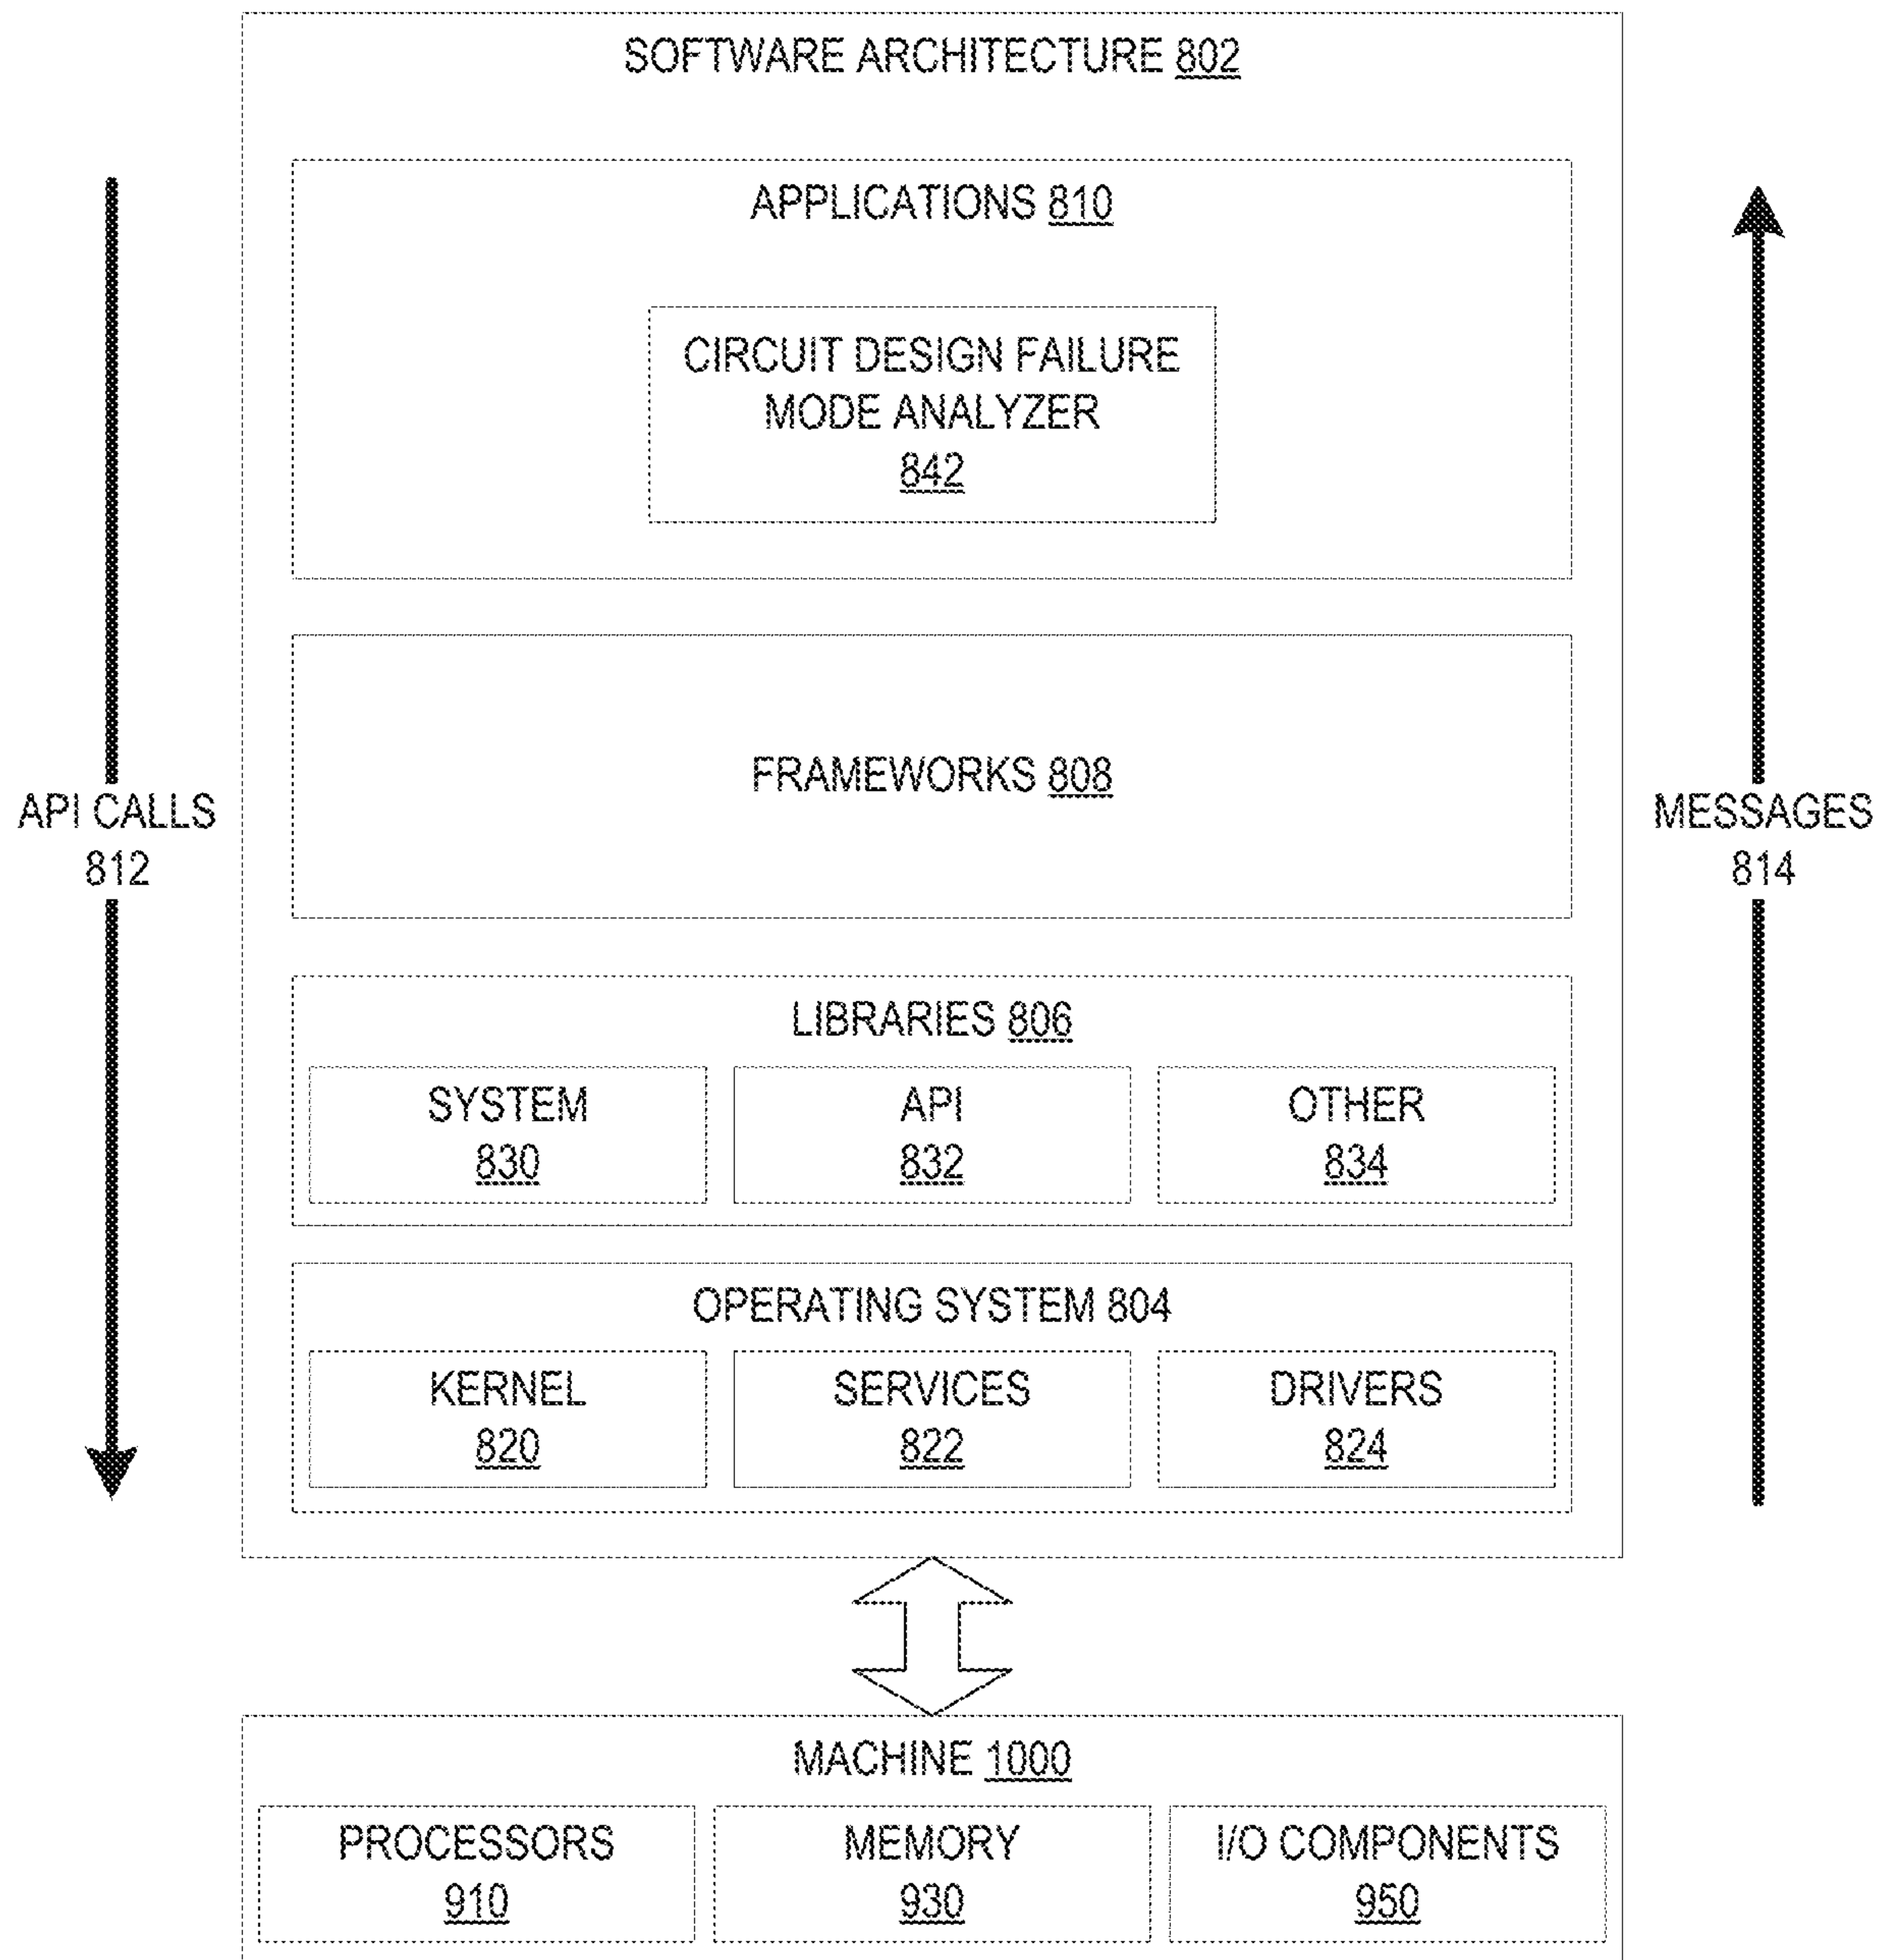 SOFTWARE ARCHITECTURE 802
APPLICATIONS 810
CIRCUIT DESIGN FAILURE
MODE ANALYZER
842
FRAMEWORKS 808
API CALLS
812
MESSAGES
814
LIBRARIES 806
SYSTEM
830
API
832
OTHER
834
OPERATING SYSTEM 804
KERNEL
820
SERVICES
822
DRIVERS
824
MACHINE 1000
PROCESSORS
910
MEMORY
930
I/O COMPONENTS
950